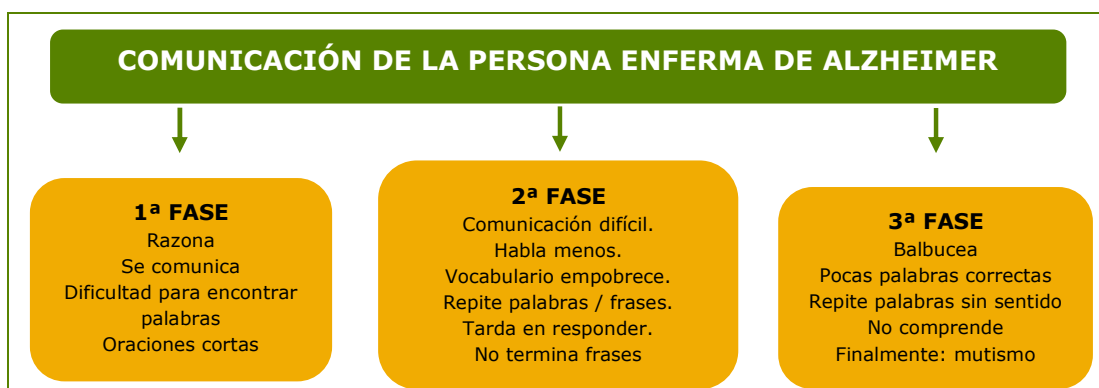 COMUNICACIÓN DE LA PERSONA ENFERMA DE ALZHEIMER
1ª FASE
Razona
Se comunica
Dificultad para encontrar
palabras
Oraciones cortas
2ª FASE
Comunicación difícil.
Habla menos.
Vocabulario empobrece.
Repite palabras / frases.
Tarda en responder.
No termina frases
3ª FASE
Balbucea
Pocas palabras correctas
Repite palabras sin sentido
No comprende
Finalmente: mutismo